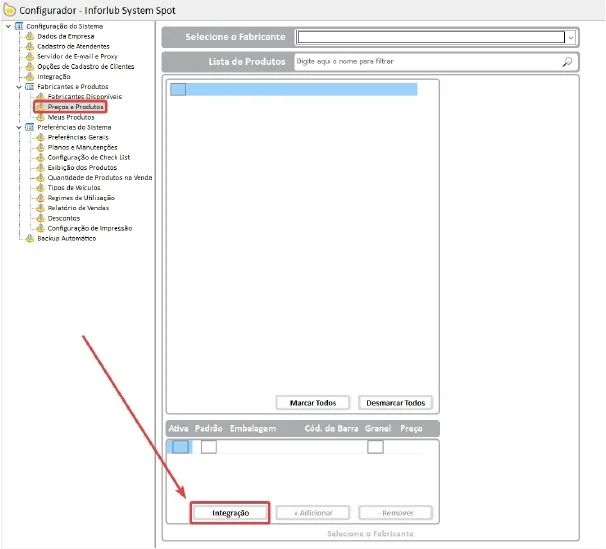 Configurador - Inforlub System Spot
Configuração do Sistema
Dados da Empresa
Cadastro de Atendentes
Servidor de E-mail e Proxy
Opções de Cadastro de Clientes
Integração
Fabricantes e Produtos
Fabricantes Disponíveis
Preços e Produtos
Meus Produtos
Preferências do Sistema
Preferências Gerais
Planos e Manutenções
Configuração de Check List
Exibição dos Produtos
Quantidade de Produtos na Venda
Tipos de Veículos
Regimes de Utilização
Relatório de Vendas
Descontos
Configuração de Impressão
Backup Automático
Selecione o Fabricante
Lista de Produtos Digite aqui o nome para filtrar
Marcar Todos Desmarcar Todos
Ativa Padrão Embalagem Cód. de Barra Granel Preço
Integração + Adicionar - Remover
Selecione o Fabricante